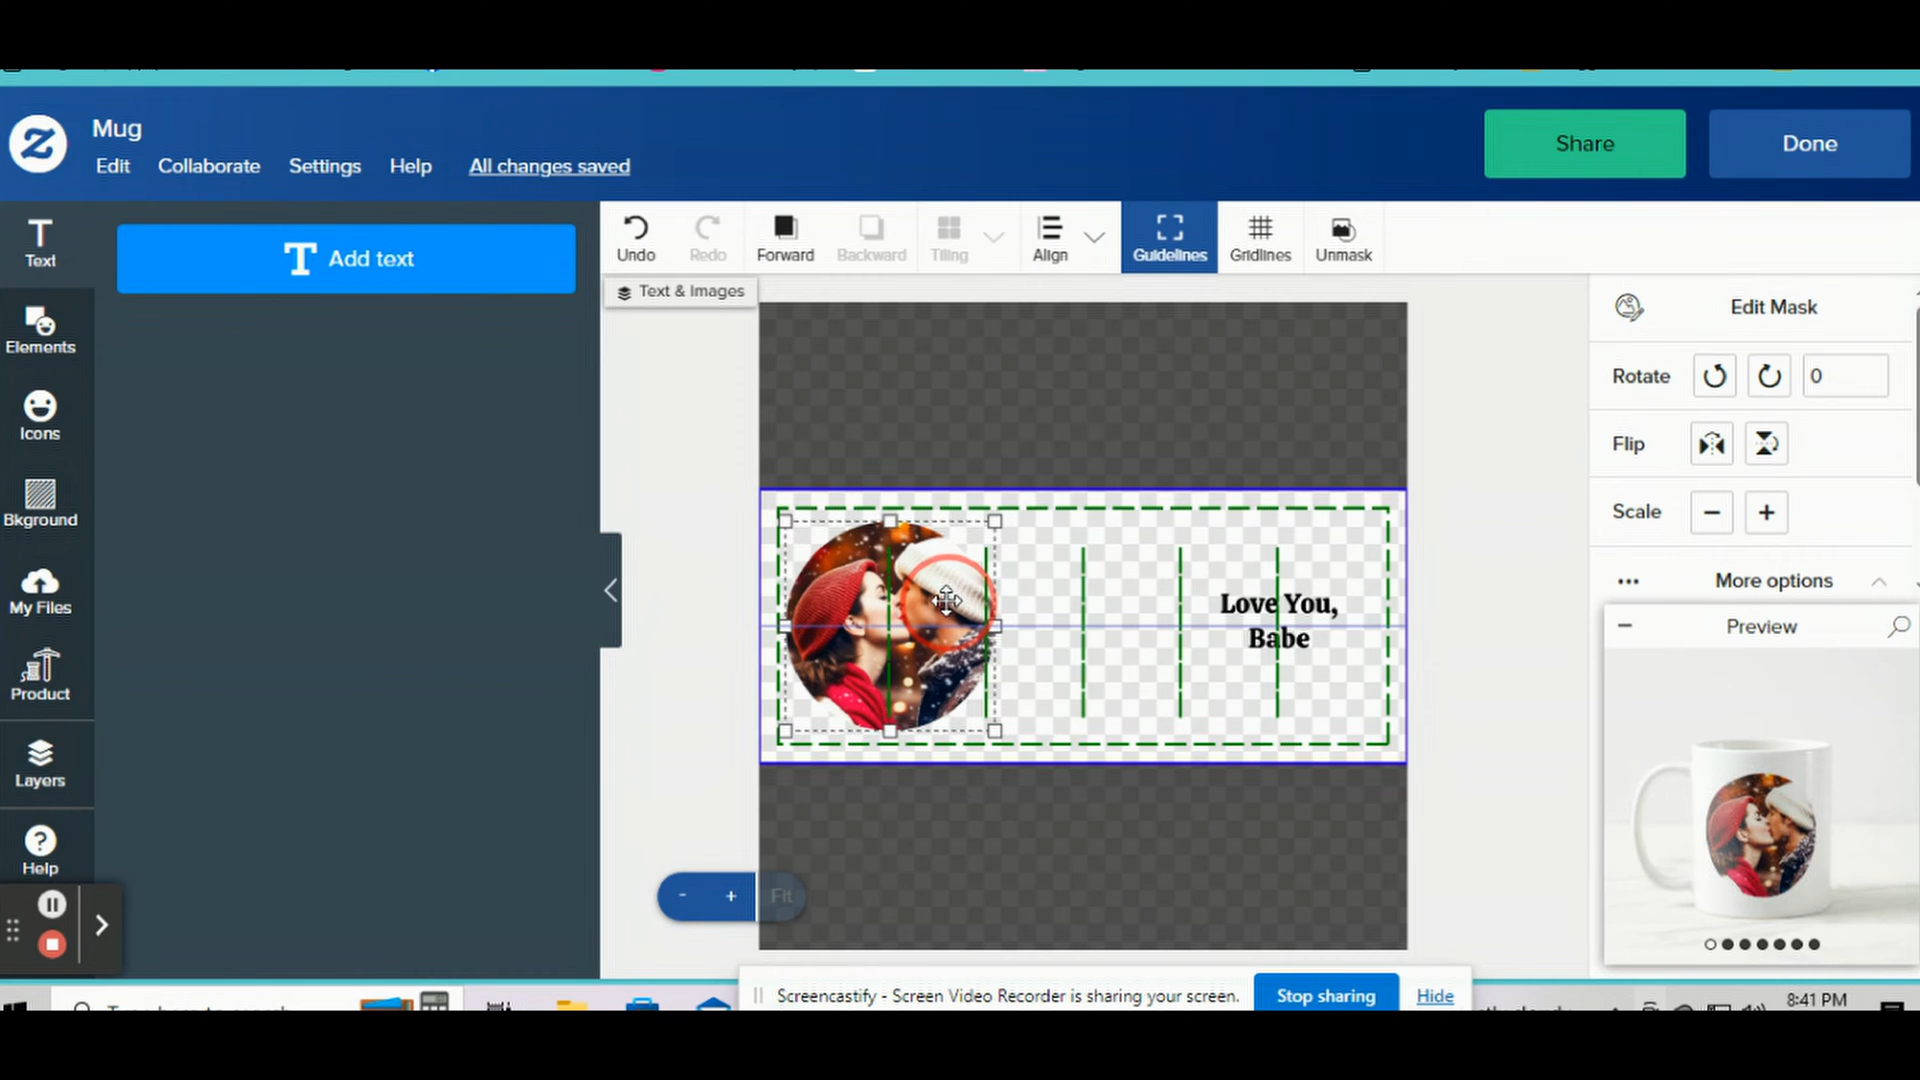 Mug
Edit Collaborate Settings Help All changes saved
Share
Done
Text
Elements
Icons
Bkground
My Files
Product
Layers
Help
Add text
Undo
Redo
Forward
Backward
Tiling
Align
Guidelines
Gridlines
Unmask
Text & Images
Love You,
Babe
- + Fit
Edit Mask
Rotate 0
Flip
Scale
More options
Preview
Screencastify - Screen Video Recorder is sharing your screen.
Stop sharing
Hide
8:41 PM